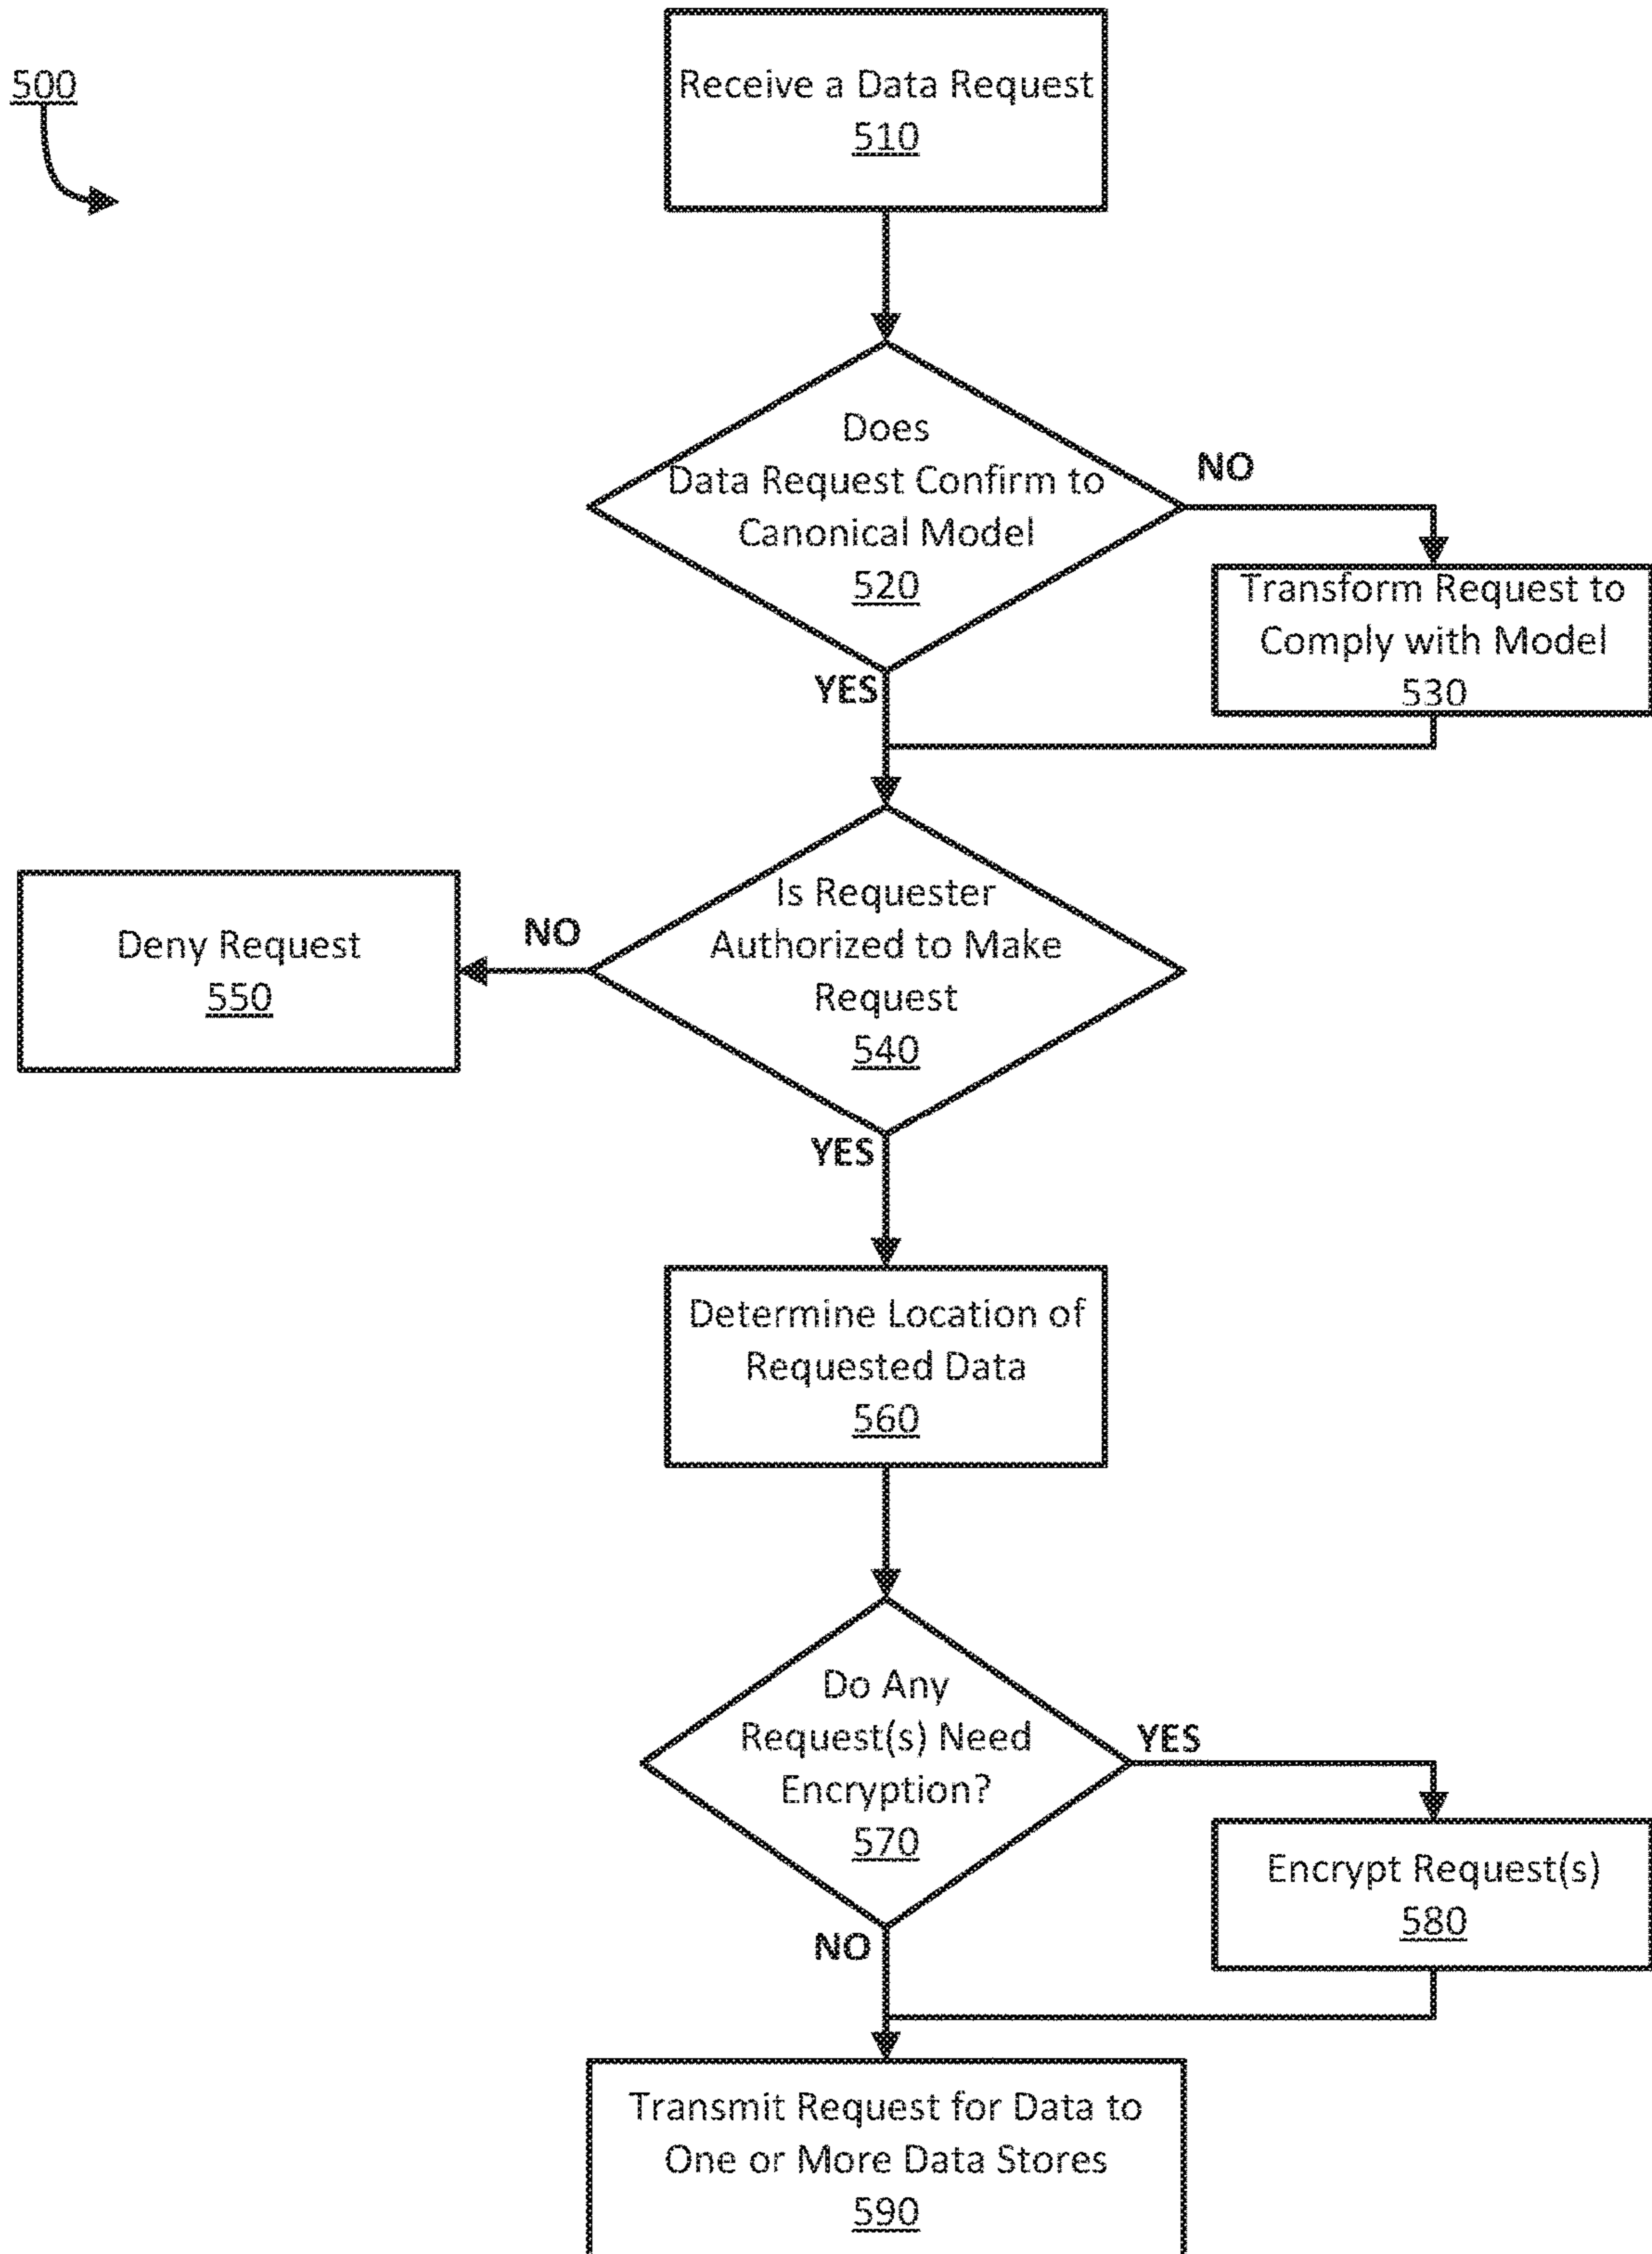 500
Receive a Data Request
510
Does
Data Request Confirm to
Canonical Model
520
NO
Transform Request to
Comply with Model
530
YES
Is Requester
Authorized to Make
Request
540
NO
Deny Request
550
YES
Determine Location of
Requested Data
560
Do Any
Request(s) Need
Encryption?
570
YES
Encrypt Request(s)
580
NO
Transmit Request for Data to
One or More Data Stores
590